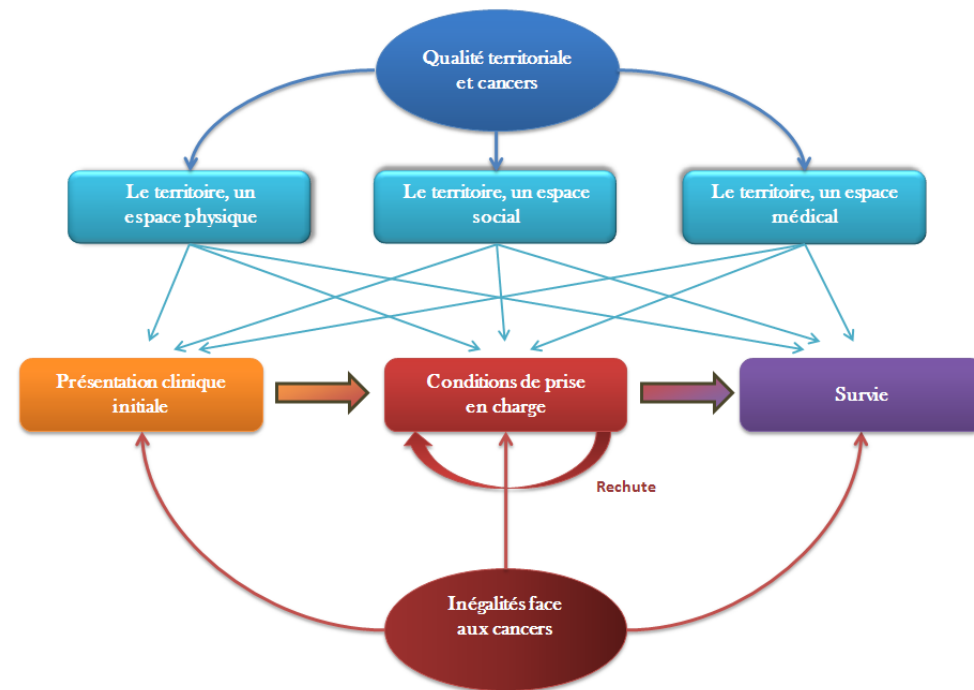 Qualité territoriale
et cancers
Le territoire, un
espace physique
Le territoire, un espace
social
Le territoire, un espace
médical
Présentation clinique
initiale
Conditions de prise
en charge
Survie
Rechute
Inégalités face
aux cancers